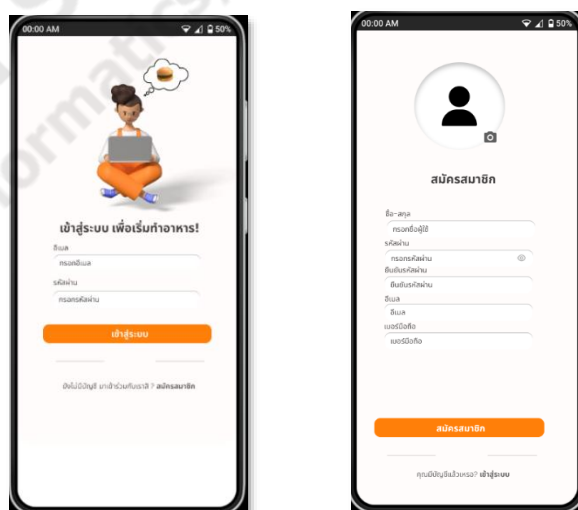 00:00 AM
50%
เข้าสู่ระบบ เพื่อเริ่มทำอาหาร!
อีเมล
กรอกอีเมล
รหัสผ่าน
กรอกรหัสผ่าน
เข้าสู่ระบบ
ยังไม่มีบัญชี มาเข้าร่วมกับเราสิ ? สมัครสมาชิก
00:00 AM
50%
สมัครสมาชิก
ชื่อ-สกุล
กรอกชื่อผู้ใช้
รหัสผ่าน
กรอกรหัสผ่าน
ยืนยันรหัสผ่าน
ยืนยันรหัสผ่าน
อีเมล
อีเมล
เบอร์มือถือ
เบอร์มือถือ
สมัครสมาชิก
คุณมีบัญชีแล้วเหรอ? เข้าสู่ระบบ